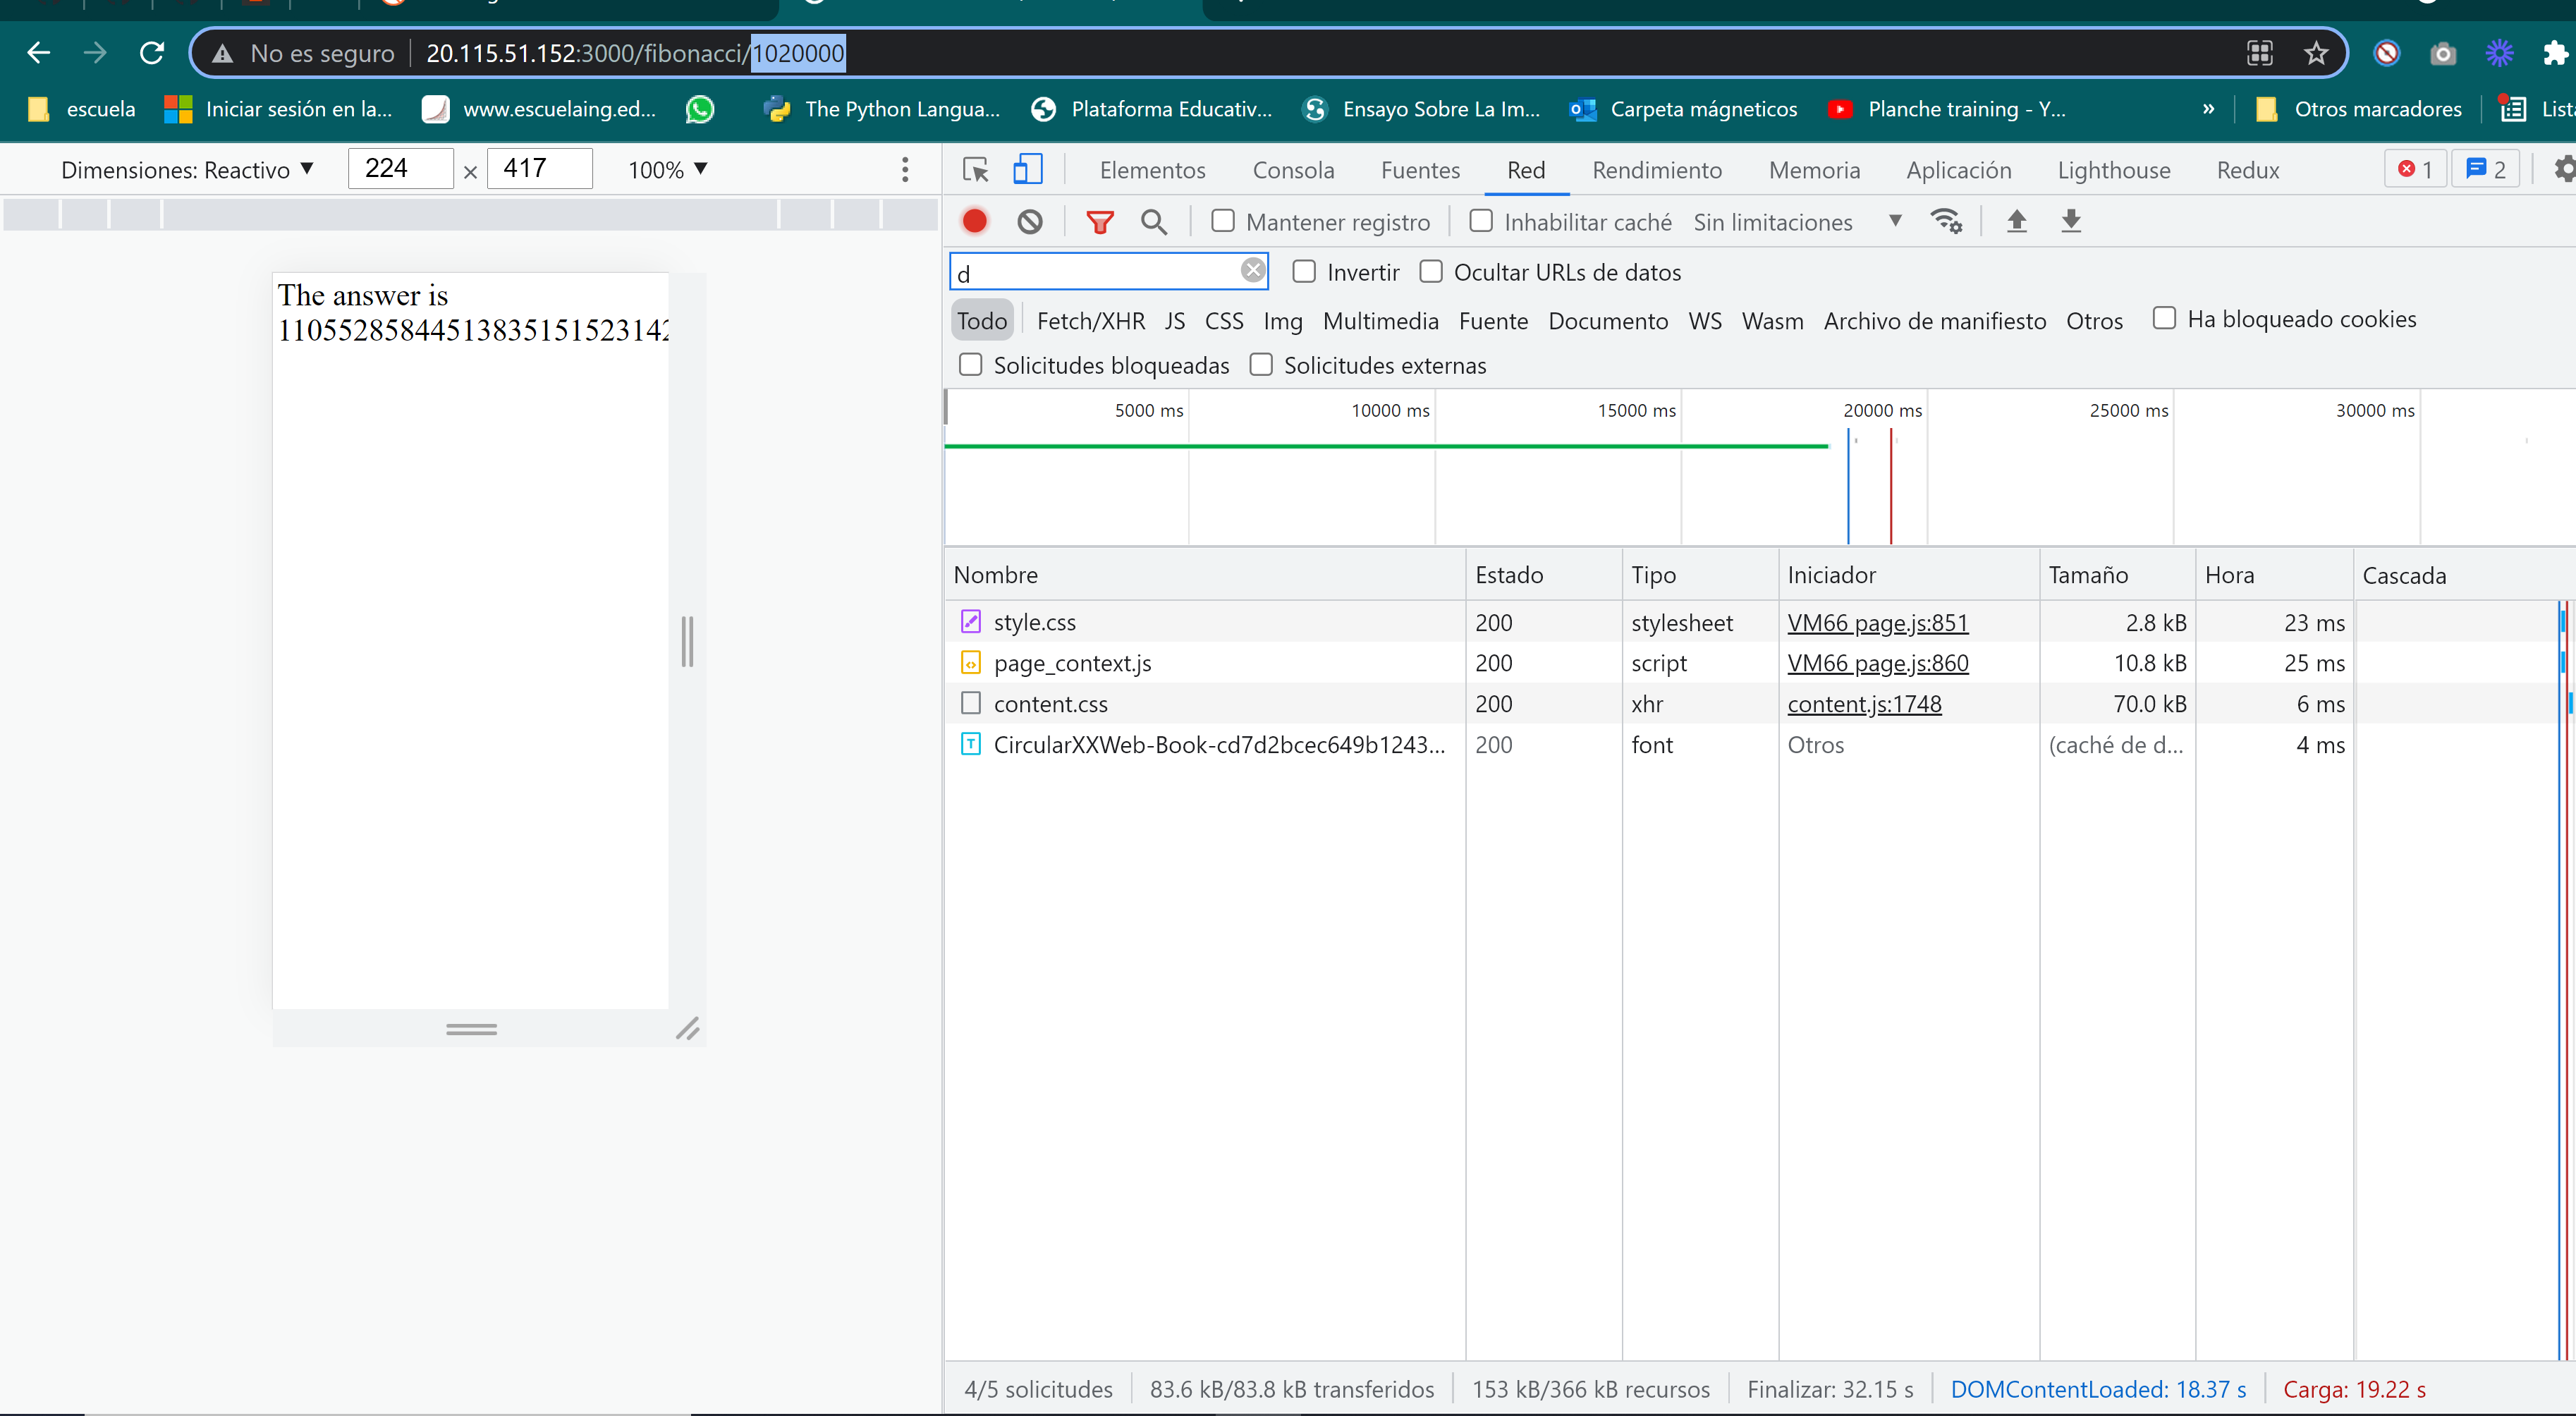 No es seguro 20.115.51.152:3000/fibonacci/1020000
escuela Iniciar sesión en la... www.escuelaing.ed... The Python Langua... Plataforma Educativ... Ensayo Sobre La Im... Carpeta mágneticos Planche training - Y... » Otros marcadores List
Dimensiones: Reactivo 224 × 417 100%
The answer is
11055285844513835151523142
Elementos Consola Fuentes Red Rendimiento Memoria Aplicación Lighthouse Redux 1 2
Mantener registro Inhabilitar caché Sin limitaciones
d Invertir Ocultar URLs de datos
Todo Fetch/XHR JS CSS Img Multimedia Fuente Documento WS Wasm Archivo de manifiesto Otros Ha bloqueado cookies
Solicitudes bloqueadas Solicitudes externas
5000 ms 10000 ms 15000 ms 20000 ms 25000 ms 30000 ms
Nombre Estado Tipo Iniciador Tamaño Hora Cascada
style.css 200 stylesheet VM66 page.js:851 2.8 kB 23 ms
page_context.js 200 script VM66 page.js:860 10.8 kB 25 ms
content.css 200 xhr content.js:1748 70.0 kB 6 ms
T CircularXXWeb-Book-cd7d2bcec649b1243... 200 font Otros (caché de d... 4 ms
4/5 solicitudes 83.6 kB/83.8 kB transferidos 153 kB/366 kB recursos Finalizar: 32.15 s DOMContentLoaded: 18.37 s Carga: 19.22 s